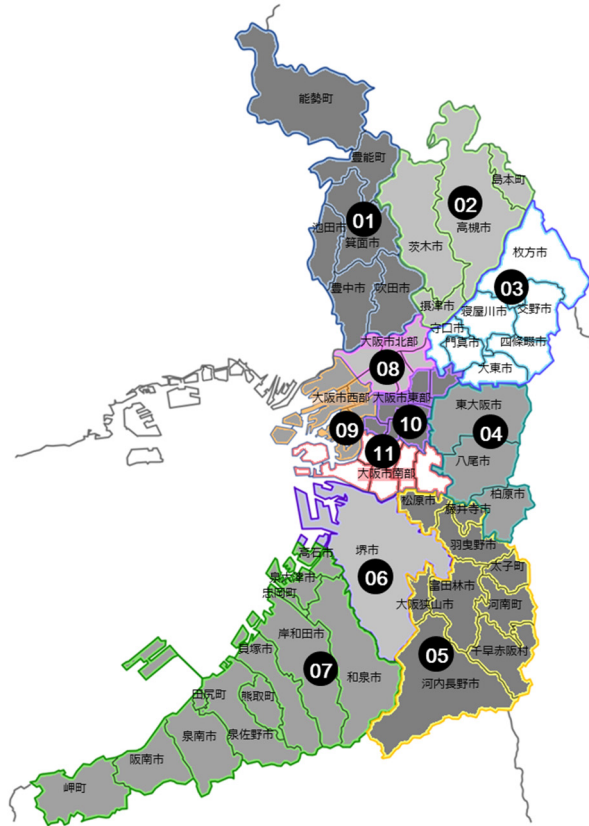 能勢町
豊能町
島本町
01
02
池田市
箕面市
高槻市
茨木市
枚方市
03
豊中市
吹田市
摂津市
寝屋川市
交野市
守口市
大阪市北部
門真市
四條畷市
08
大東市
大阪市西部
大阪市東部
東大阪市
09
10
04
11
八尾市
大阪市南部
柏原市
松原市
藤井寺市
羽曳野市
高石市
太子町
泉大津市
堺市
06
富田林市
忠岡町
大阪狭山市
河南町
岸和田市
貝塚市
05
千早赤阪村
07
和泉市
河内長野市
田尻町
熊取町
泉南市
泉佐野市
阪南市
岬町